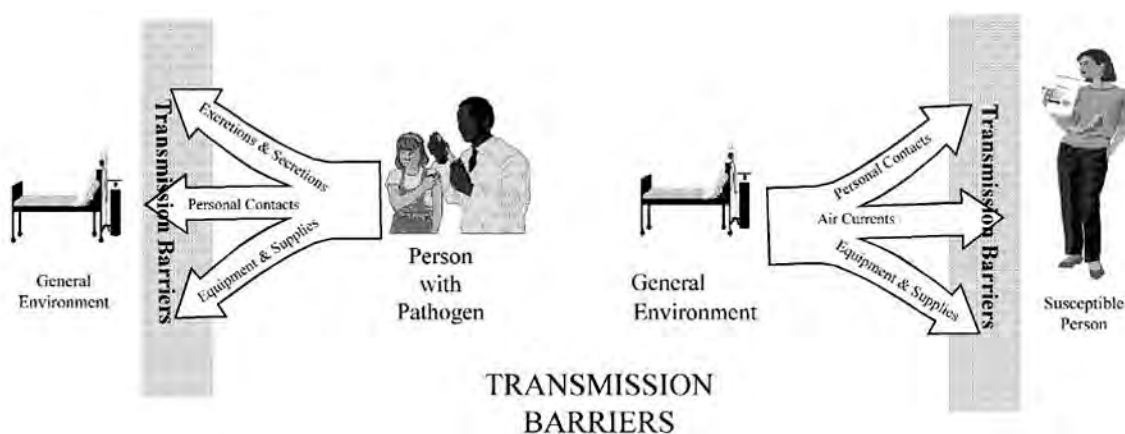 Transmission Barriers
Excretions & Secretions
Personal Contacts
Equipment & Supplies
General
Environment
Person
with
Pathogen
General
Environment
Personal Contacts
Air Currents
Equipment & Supplies
Transmission Barriers
Susceptible
Person
TRANSMISSION
BARRIERS